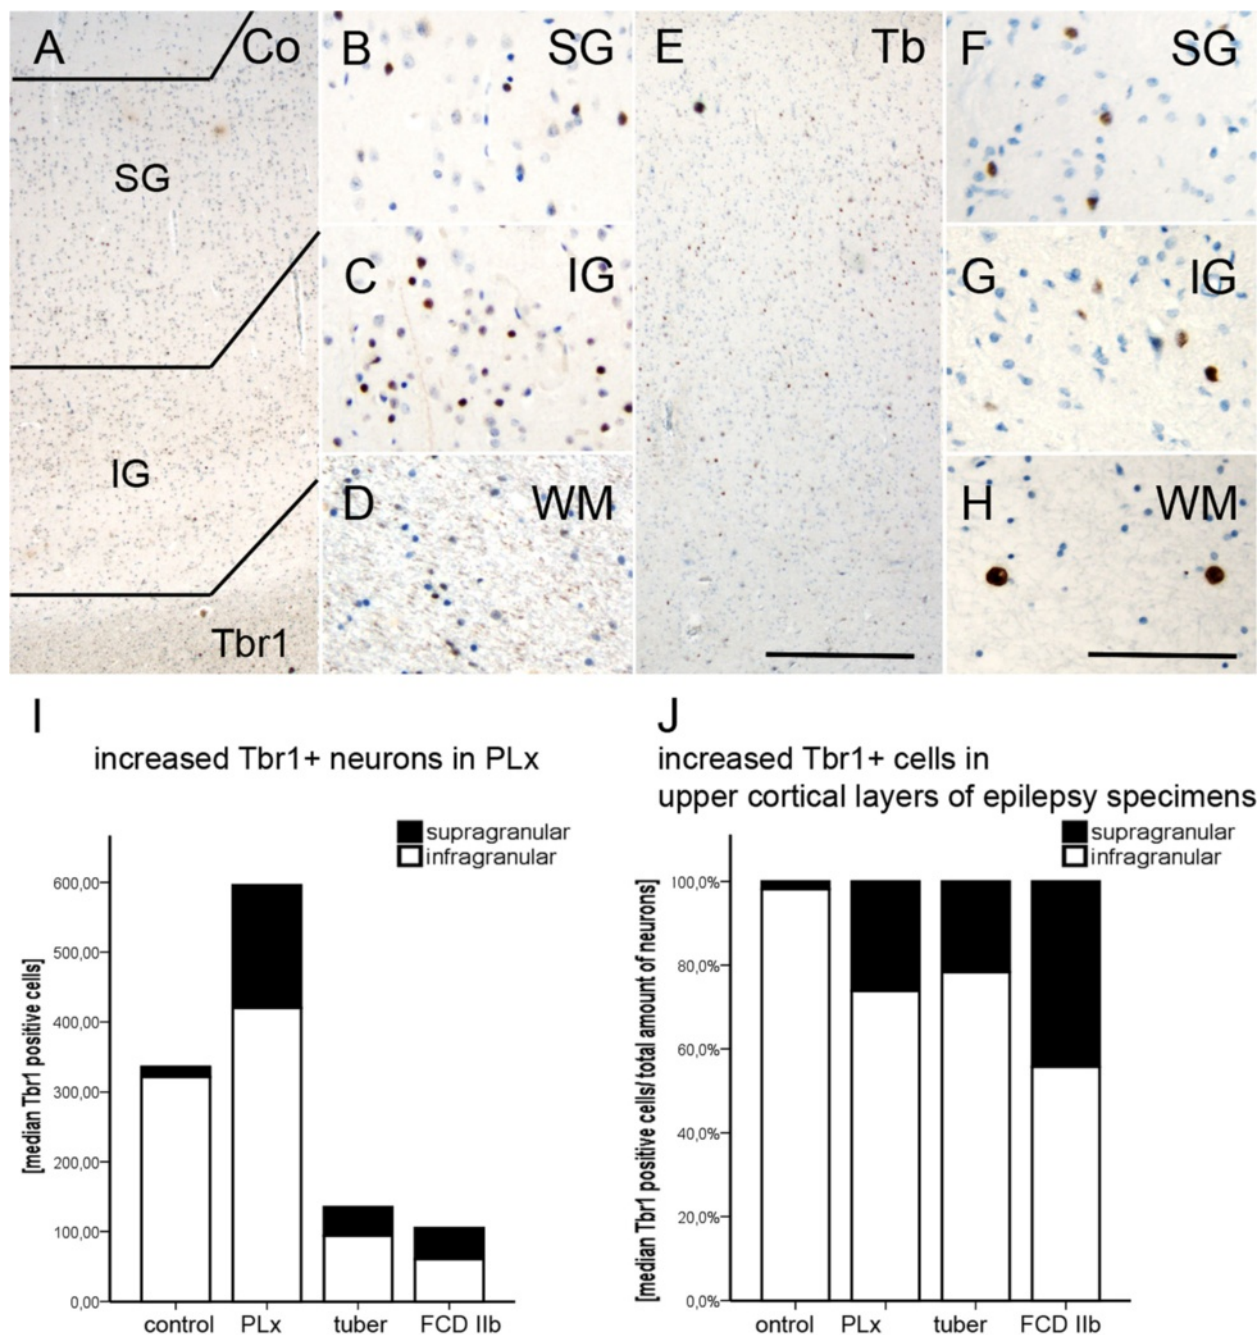 A
Co
SG
IG
Tbr1
B
SG
C
IG
D
WM
E
Tb
F
SG
G
IG
H
WM
I
increased Tbr1+ neurons in PLx
supragranular
infragranular
[median Tbr1 positive cells]
600,00
500,00
400,00
300,00
200,00
100,00
0,00
control PLx tuber FCD IIb
J
increased Tbr1+ cells in
upper cortical layers of epilepsy specimens
supragranular
infragranular
[median Tbr1 positive cells/ total amount of neurons]
100,0%
80,0%
60,0%
40,0%
20,0%
0,0%
ontrol PLx tuber FCD IIb